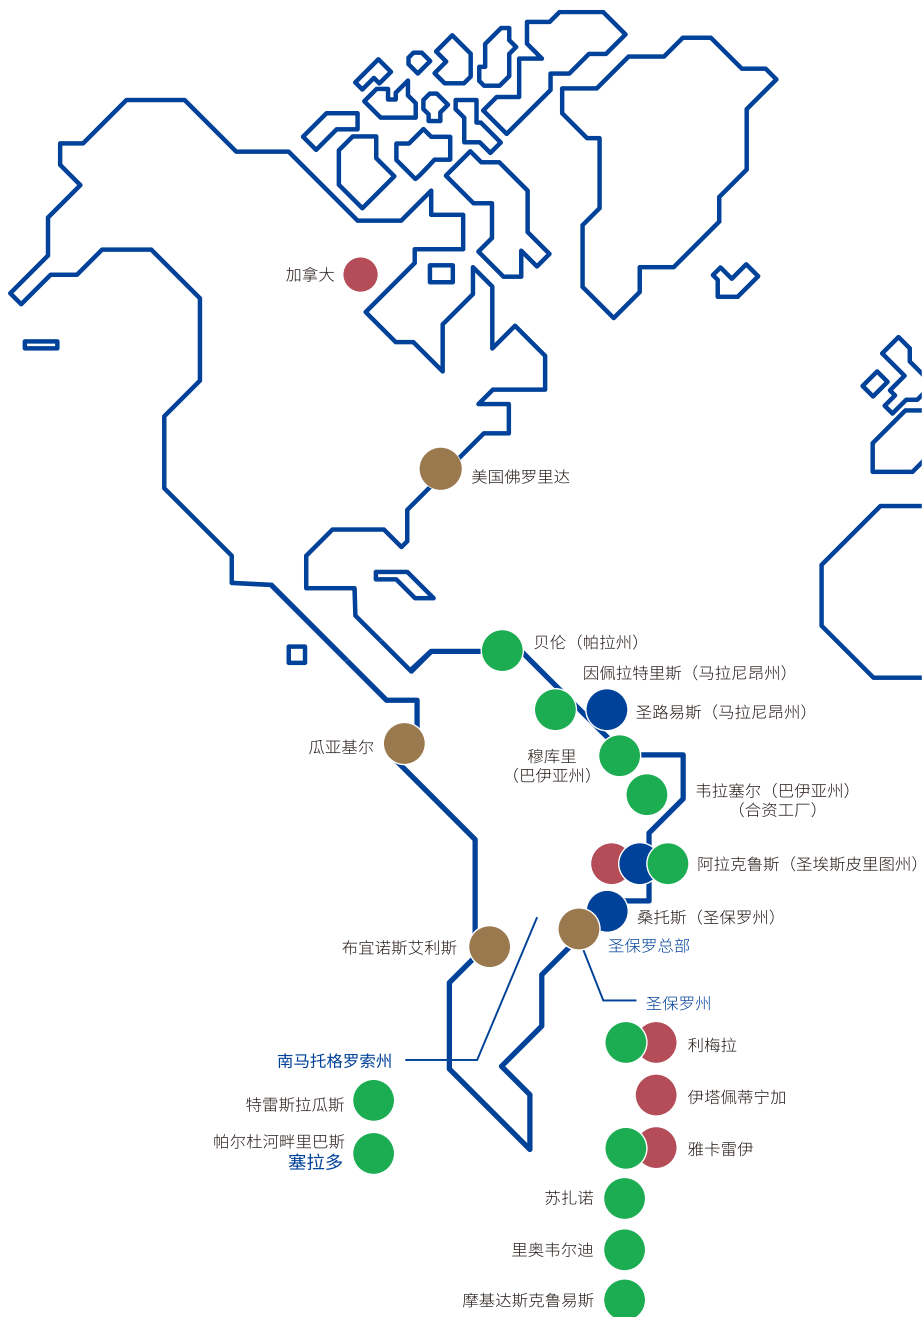 加拿大
美国佛罗里达
贝伦（帕拉州）
因佩拉特里斯（马拉尼昂州）
圣路易斯（马拉尼昂州）
瓜亚基尔
穆库里
（巴伊亚州）
韦拉塞尔（巴伊亚州）
（合资工厂）
阿拉克鲁斯（圣埃斯皮里图州）
桑托斯（圣保罗州）
圣保罗总部
布宜诺斯艾利斯
圣保罗州
利梅拉
南马托格罗索州
伊塔佩蒂宁加
特雷斯拉瓜斯
帕尔杜河畔里巴斯
塞拉多
雅卡雷伊
苏扎诺
里奥韦尔迪
摩基达斯克鲁易斯